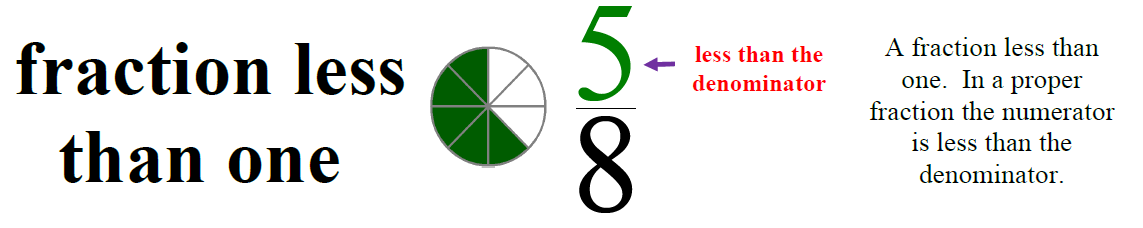 fraction less
than one
5
8
less than the
denominator
A fraction less than
one.  In a proper
fraction the numerator
is less than the
denominator.